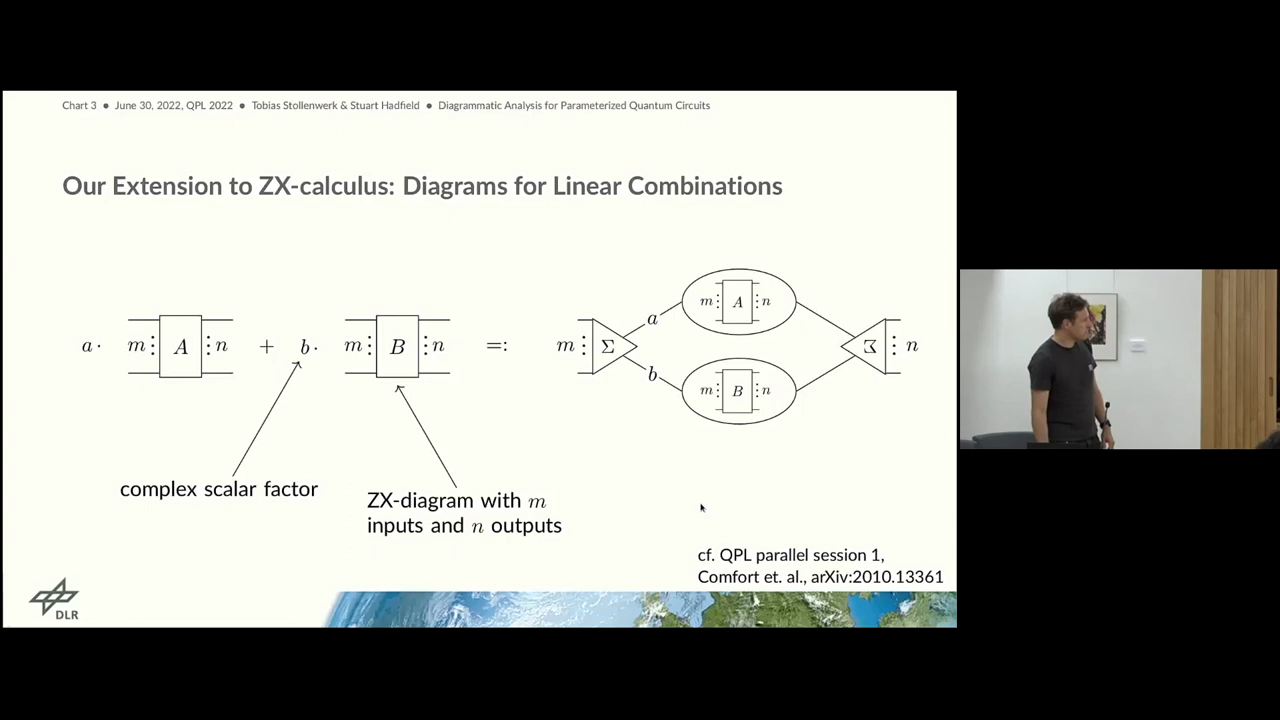 Chart 3 ● June 30, 2022, QPL 2022 ● Tobias Stollenwerk & Stuart Hadfield ● Diagrammatic Analysis for Parameterized Quantum Circuits
Our Extension to ZX-calculus: Diagrams for Linear Combinations
a · m ⋮ A ⋮ n + b · m ⋮ B ⋮ n =: m ⋮ Σ a m ⋮ A ⋮ n b m ⋮ B ⋮ n Σ ⋮ n
complex scalar factor
ZX-diagram with m
inputs and n outputs
cf. QPL parallel session 1,
Comfort et. al., arXiv:2010.13361
DLR